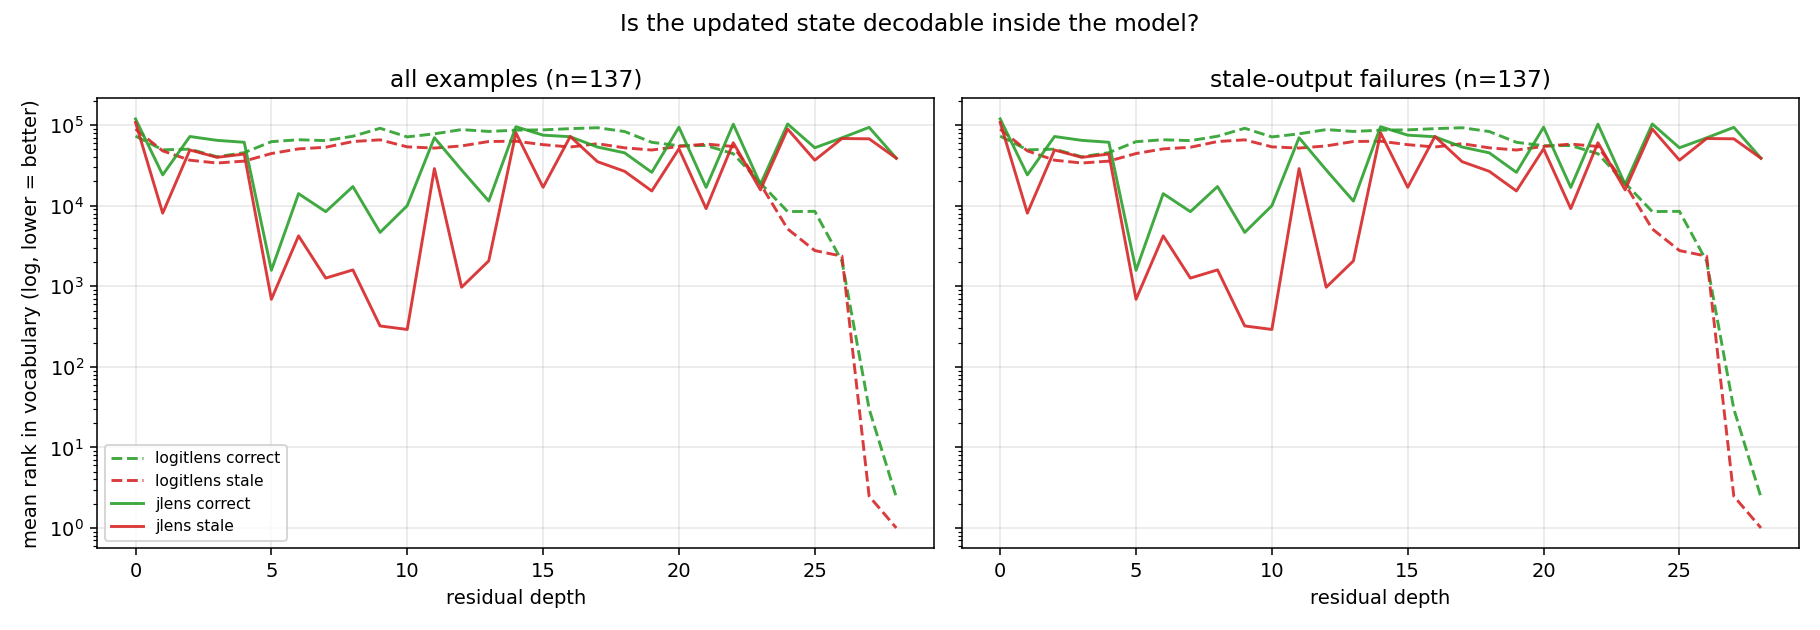 Is the updated state decodable inside the model?
all examples (n=137)
stale-output failures (n=137)
mean rank in vocabulary (log, lower = better)
10^5
10^4
10^3
10^2
10^1
10^0
logitlens correct
logitlens stale
jlens correct
jlens stale
0 5 10 15 20 25
0 5 10 15 20 25
residual depth
residual depth